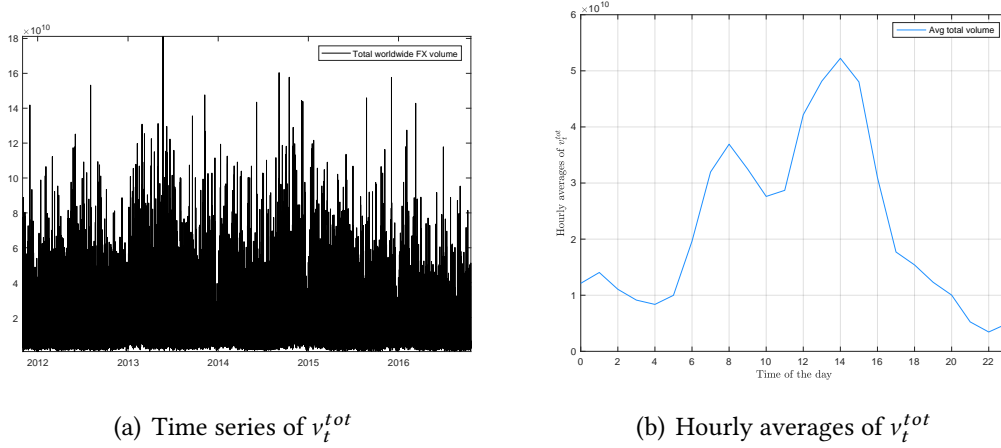 ×10^10
18
16
14
12
10
8
6
4
2
2012 2013 2014 2015 2016
Total worldwide FX volume
(a) Time series of v_t^{tot}
×10^10
6
5
4
3
2
1
0
Hourly averages of v_t^{tot}
0 2 4 6 8 10 12 14 16 18 20 22
Time of the day
Avg total volume
(b) Hourly averages of v_t^{tot}